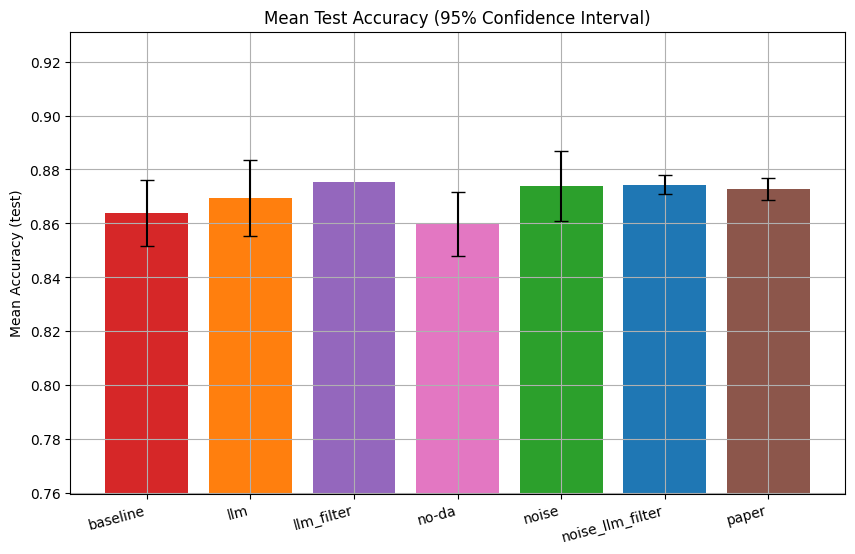 Mean Test Accuracy (95% Confidence Interval)
Mean Accuracy (test)
0.92
0.90
0.88
0.86
0.84
0.82
0.80
0.78
0.76
baseline
llm
llm_filter
no-da
noise
noise_llm_filter
paper